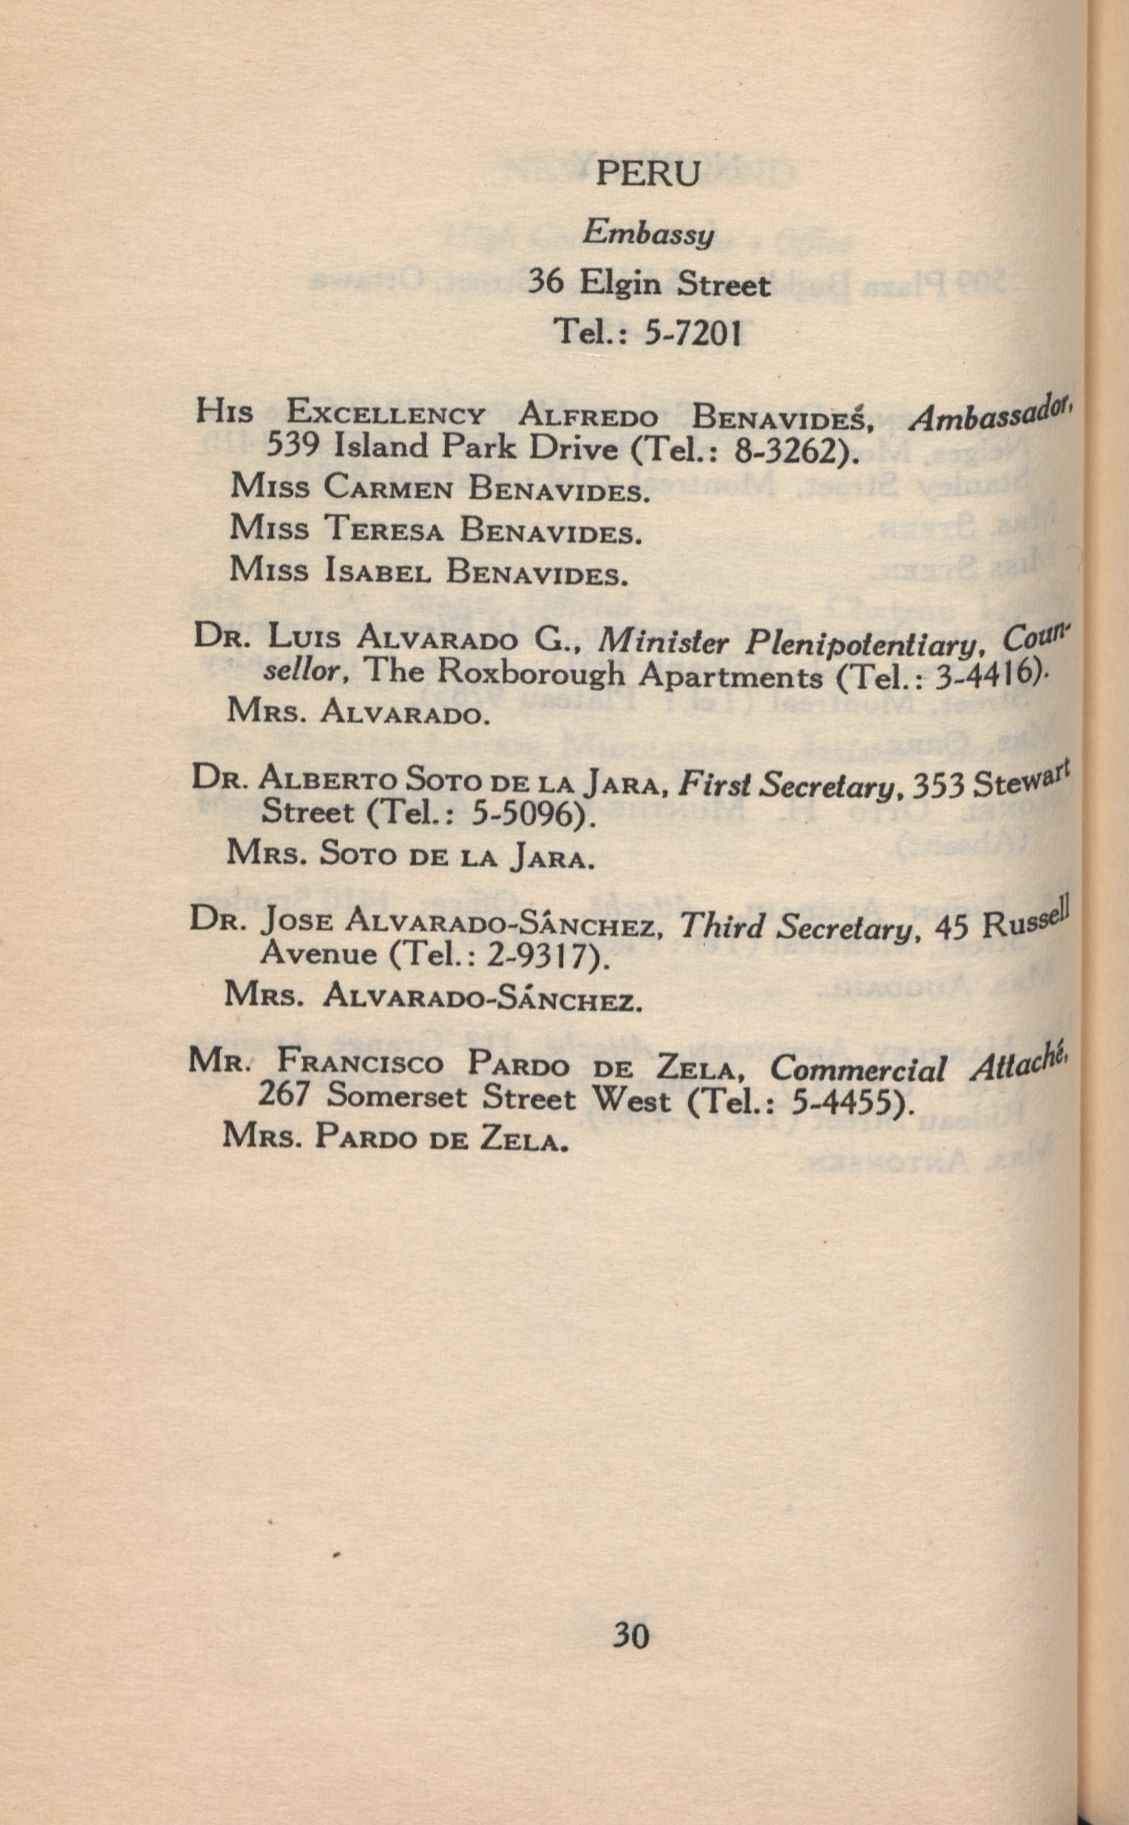 PERU
Embassy
36 Elgin Street
Tel.: 5-7201
HIS EXCELLENCY ALFREDO BENAVIDEŚ, Ambassador,
539 Island Park Drive (Tel.: 8-3262).
MISS CARMEN BENAVIDES.
MISS TERESA BENAVIDES.
MISS ISABEL BENAVIDES.
DR. LUIS ALVARADO G., Minister Plenipotentiary, Coun-
sellor, The Roxborough Apartments (Tel.: 3-4416).
MRS. ALVARADO.
DR. ALBERTO SOTO DE LA JARA, First Secretary, 353 Stewart
Street (Tel.: 5-5096).
MRS. SOTO DE LA JARA.
DR. JOSE ALVARADO-SÁNCHEZ, Third Secretary, 45 Russell
Avenue (Tel.: 2-9317).
MRS. ALVARADO-SÁNCHEZ.
MR. FRANCISCO PARDO DE ZELA, Commercial Attaché,
267 Somerset Street West (Tel.: 5-4455).
MRS. PARDO DE ZELA.
30